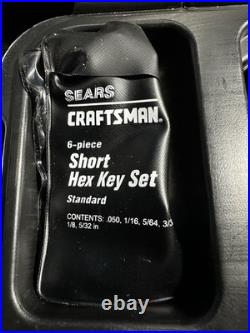 SEARS
CRAFTSMAN®
6-piece
Short
Hex Key Set
Standard
CONTENTS: .050, 1/16, 5/64, 3/3
1/8, 5/32 in